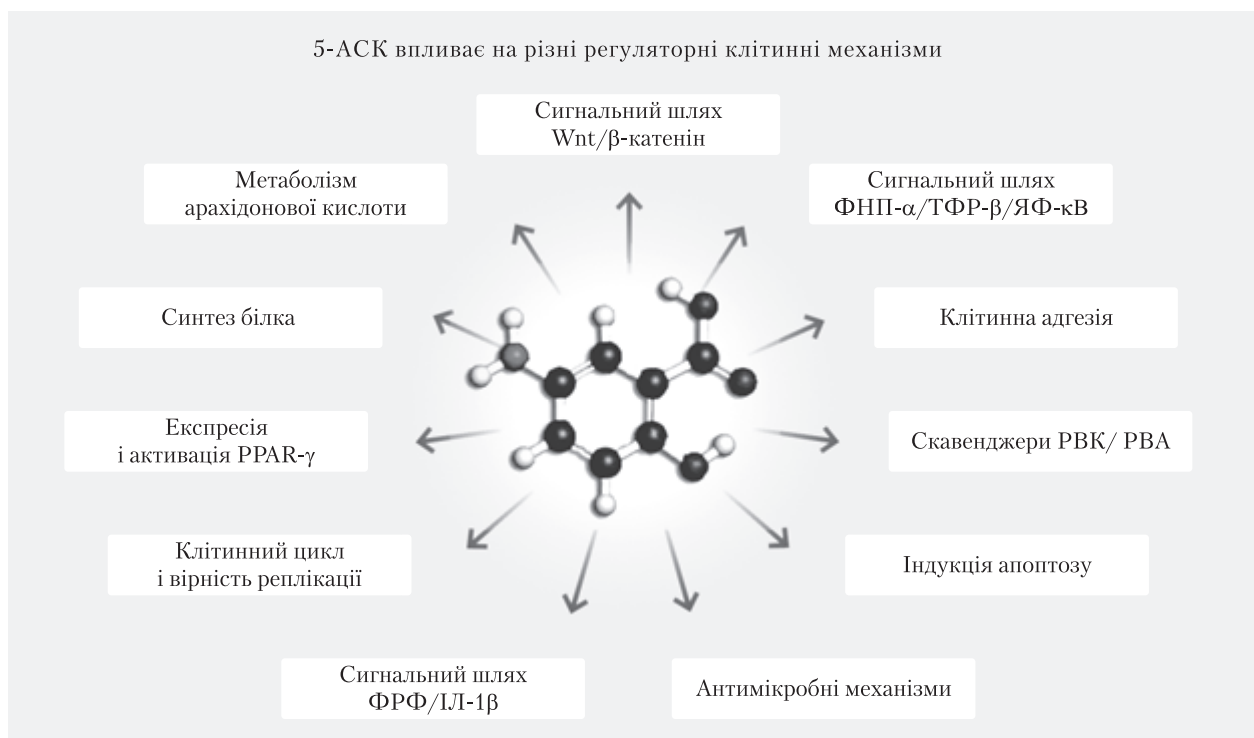 5-АСК впливає на різні регуляторні клітинні механізми
Сигнальний шлях
Wnt/β-катенін
Метаболізм
арахідонової кислоти
Сигнальний шлях
ФНП-α/ТФР-β/ЯФ-κВ
Синтез білка
Клітинна адгезія
Експресія
і активація PPAR-γ
Скавенджери РВК/ РВА
Клітинний цикл
і вірність реплікації
Індукція апоптозу
Сигнальний шлях
ФРФ/ІЛ-1β
Антимікробні механізми